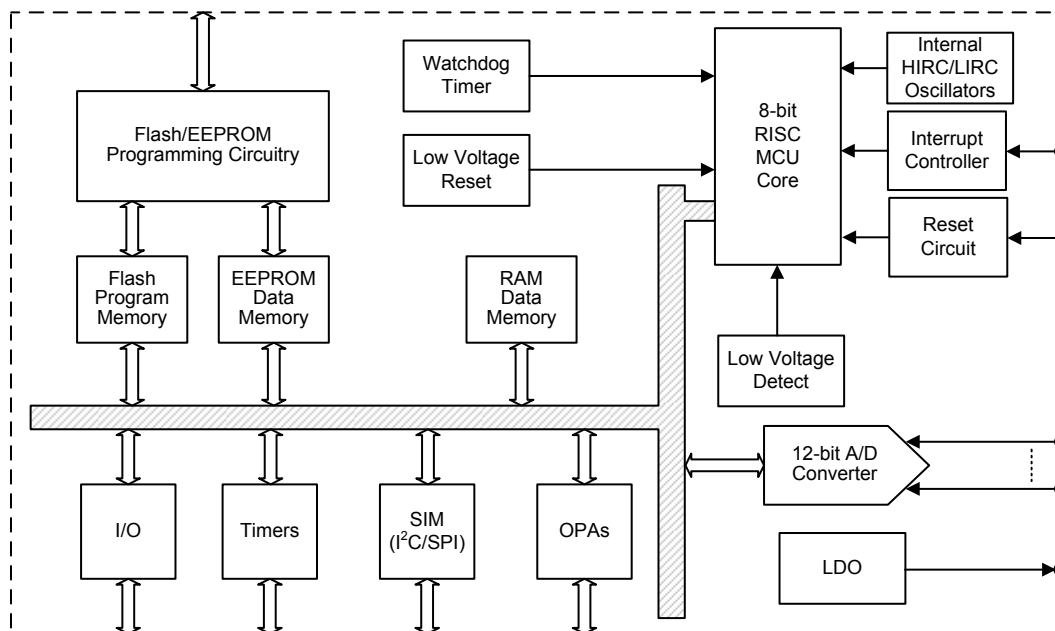 Watchdog
Timer
8-bit
RISC
MCU
Core
Internal
HIRC/LIRC
Oscillators
Flash/EEPROM
Programming Circuitry
Low Voltage
Reset
Interrupt
Controller
Reset
Circuit
Flash
Program
Memory
EEPROM
Data
Memory
RAM
Data
Memory
Low Voltage
Detect
12-bit A/D
Converter
I/O
Timers
SIM
(I²C/SPI)
OPAs
LDO